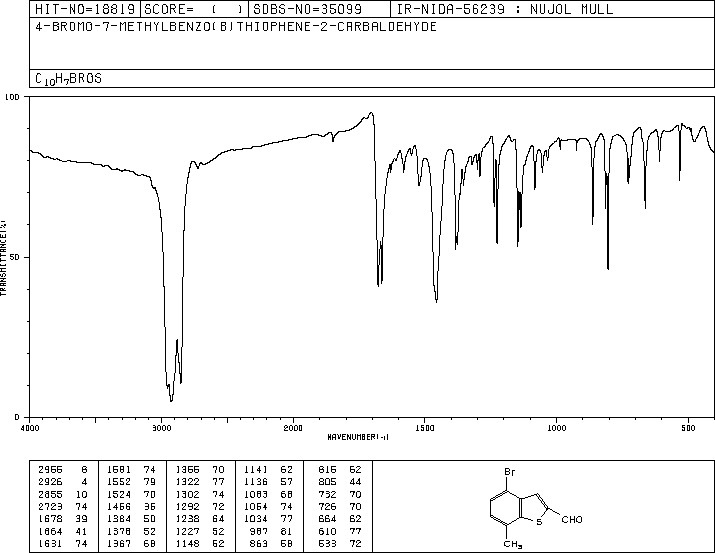 HIT-NO=18819 SCORE= ( ) SDBS-NO=35099 IR-NIDA-56239 : NUJOL MULL
4-BROMO-7-METHYLBENZO(B)THIOPHENE-2-CARBALDEHYDE
C10H7BROS
100
50
0
TRANSMITTANCE(%)
4000 3000 2000 1500 1000 500
WAVENUMBER(-1)
2955 6 1581 74 1355 70 1141 62 815 62
2926 4 1552 79 1322 77 1136 57 805 44
2855 10 1524 70 1302 74 1083 68 732 70
2729 74 1456 35 1292 72 1054 74 726 70
1678 39 1384 50 1238 64 1034 77 664 62
1664 41 1378 52 1227 52 987 81 610 77
1631 74 1367 68 1148 52 863 58 533 72
Br
S
CHO
CH3